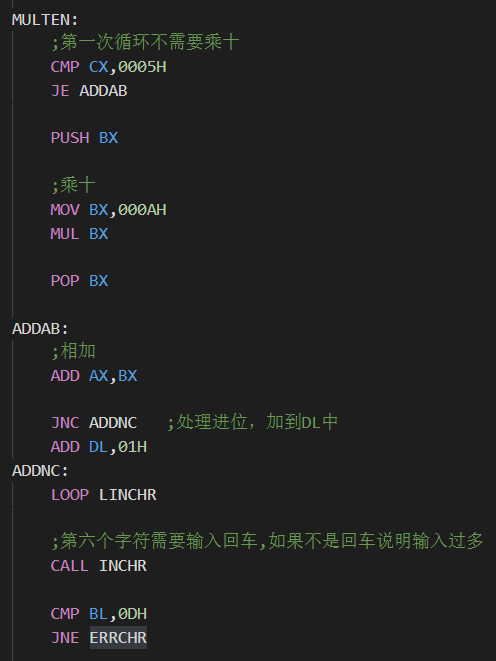 MULTEN:
;第一次循环不需要乘十
CMP CX,0005H
JE ADDAB
PUSH BX
;乘十
MOV BX,000AH
MUL BX
POP BX
ADDAB:
;相加
ADD AX,BX
JNC ADDNC   ;处理进位，加到DL中
ADD DL,01H
ADDNC:
LOOP LINCHR
;第六个字符需要输入回车,如果不是回车说明输入过多
CALL INCHR
CMP BL,0DH
JNE ERRCHR